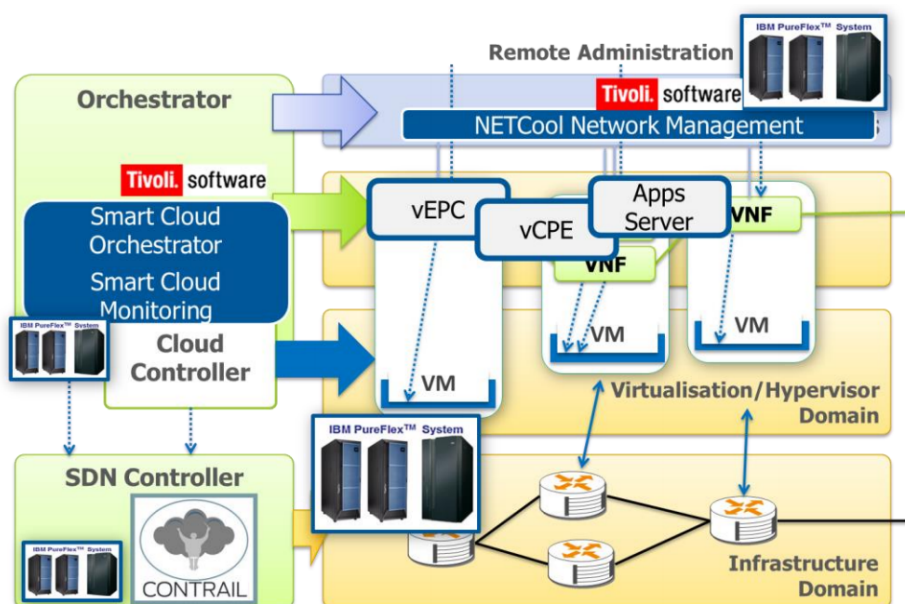 IBM PureFlex™ System
Remote Administration
Orchestrator
Tivoli. software
NETCool Network Management
s
Tivoli. software
Smart Cloud
Orchestrator
Smart Cloud
Monitoring
vEPC
vCPE
Apps
Server
VNF
VNF
VM
VM
VM
IBM PureFlex™ System
Cloud
Controller
Virtualisation/Hypervisor
Domain
IBM PureFlex™ System
SDN Controller
IBM PureFlex™ System
CONTRAIL
Infrastructure
Domain